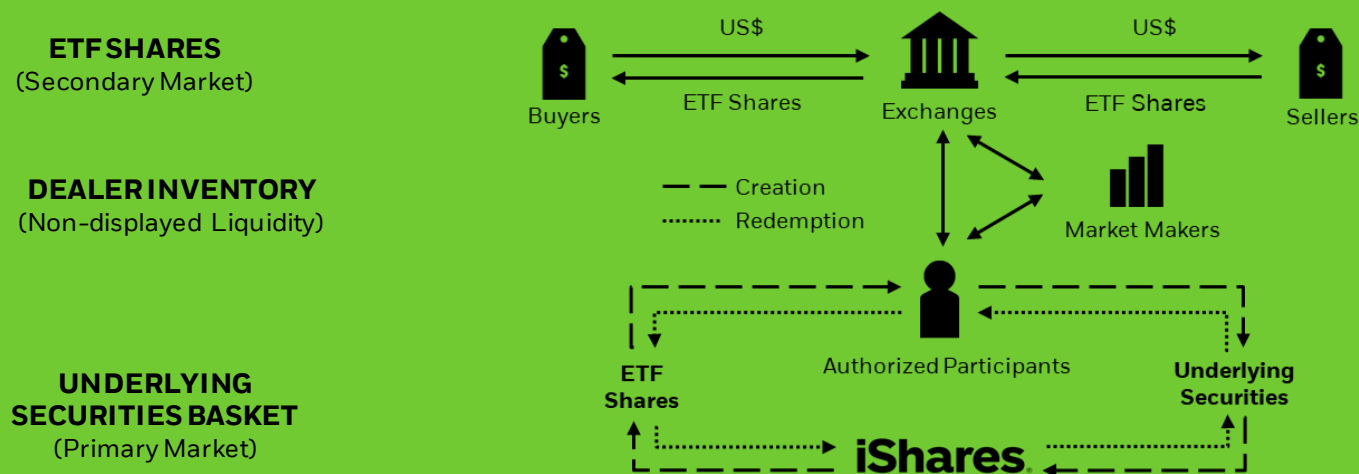 ETF SHARES
(Secondary Market)
US$
US$
$
$
Buyers
ETF Shares
Exchanges
ETF Shares
Sellers
DEALER INVENTORY
(Non-displayed Liquidity)
Creation
Redemption
Market Makers
Authorized Participants
ETF
Shares
Underlying
Securities
UNDERLYING
SECURITIES BASKET
(Primary Market)
iShares®